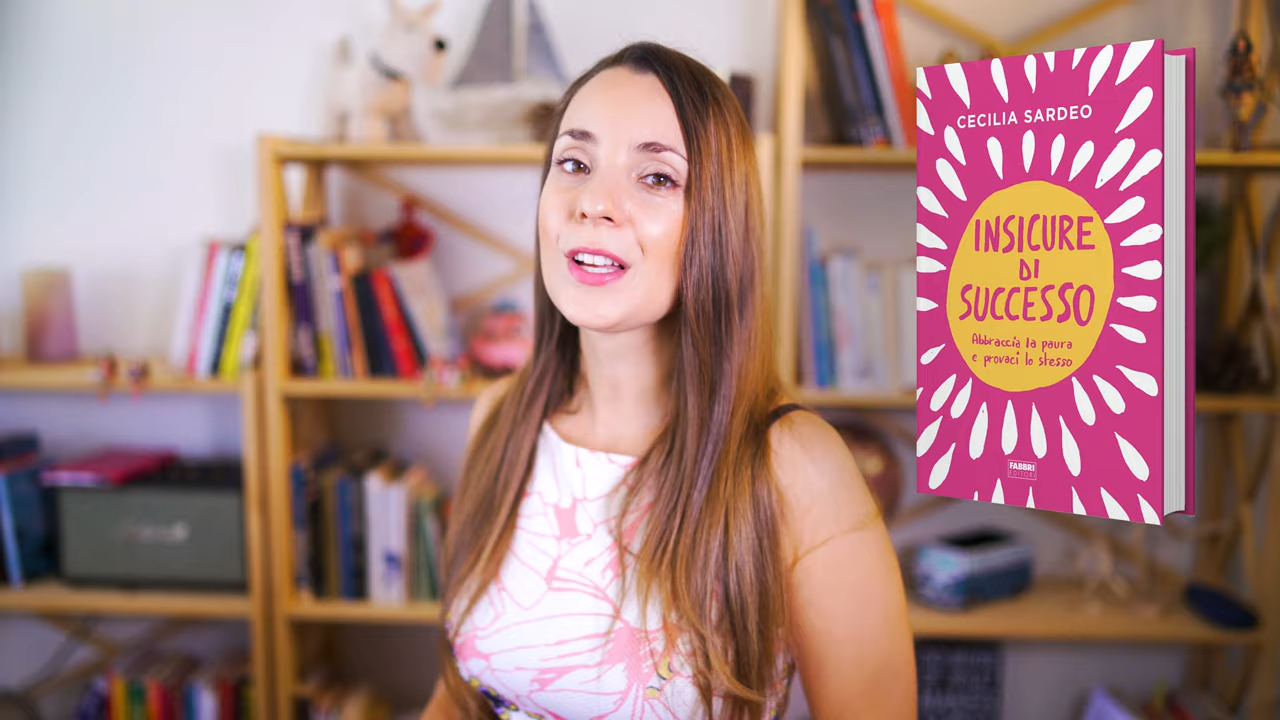 CECILIA SARDEO
INSICURE
DI
SUCCESSO
Abbraccia la paura
e provaci lo stesso
FABBRI
EDITORI